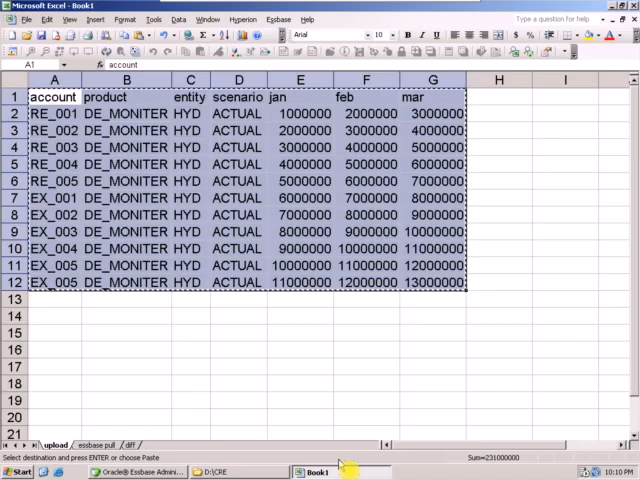 Microsoft Excel - Book1
File Edit View Insert Format Tools Data Window Hyperion Essbase Help
Type a question for help
Arial 10 B I U $ %
A1 fx account
A B C D E F G H I
1 account product entity scenario jan feb mar
2 RE_001 DE_MONITER HYD ACTUAL 1000000 2000000 3000000
3 RE_002 DE_MONITER HYD ACTUAL 2000000 3000000 4000000
4 RE_003 DE_MONITER HYD ACTUAL 3000000 4000000 5000000
5 RE_004 DE_MONITER HYD ACTUAL 4000000 5000000 6000000
6 RE_005 DE_MONITER HYD ACTUAL 5000000 6000000 7000000
7 EX_001 DE_MONITER HYD ACTUAL 6000000 7000000 8000000
8 EX_002 DE_MONITER HYD ACTUAL 7000000 8000000 9000000
9 EX_003 DE_MONITER HYD ACTUAL 8000000 9000000 10000000
10 EX_004 DE_MONITER HYD ACTUAL 9000000 10000000 11000000
11 EX_005 DE_MONITER HYD ACTUAL 10000000 11000000 12000000
12 EX_005 DE_MONITER HYD ACTUAL 11000000 12000000 13000000
13
14
15
16
17
18
19
20
21
upload essbase pull diff
Select destination and press ENTER or choose Paste
Sum=231000000
Start Oracle® Essbase Admini... D:\CRE Book1 10:10 PM